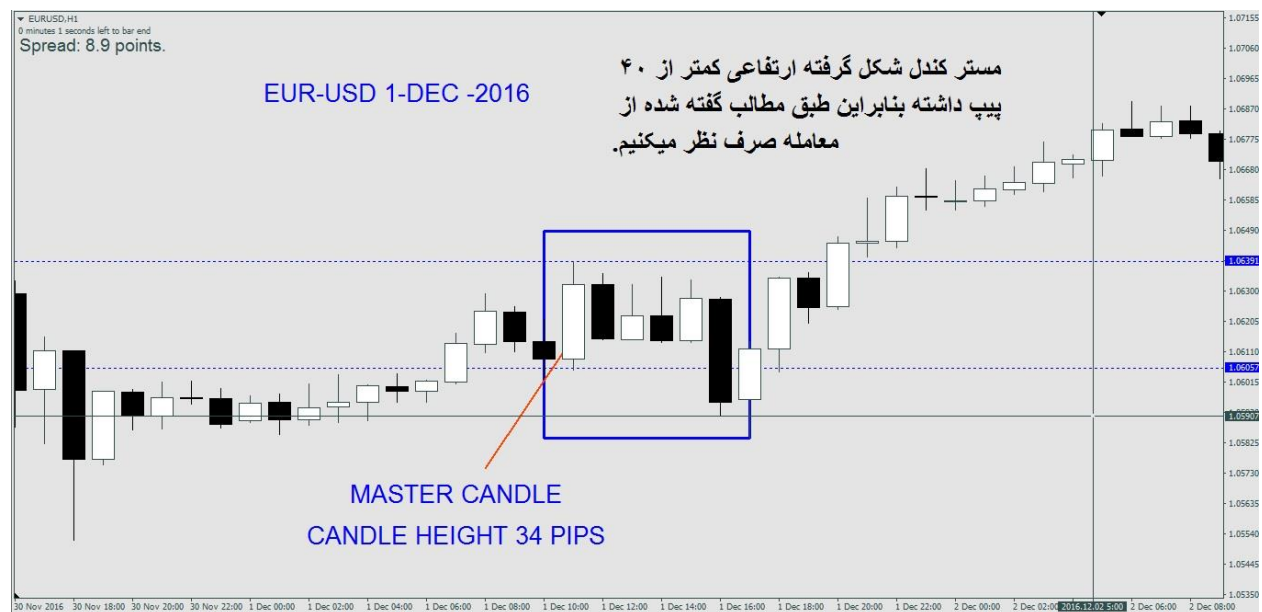 EURUSD,H1
0 minutes 1 seconds left to bar end
Spread: 8.9 points.
EUR-USD 1-DEC -2016
مستر کندل شکل گرفته ارتفاعی کمتر از ۴۰
پیپ داشته بنابراین طبق مطالب گفته شده از
معامله صرف نظر میکنیم.
MASTER CANDLE
CANDLE HEIGHT 34 PIPS
1.07155
1.07060
1.06965
1.06870
1.06775
1.06680
1.06585
1.06490
1.06391
1.06300
1.06205
1.06110
1.06057
1.06015
1.05907
1.05825
1.05730
1.05635
1.05540
1.05445
1.05350
30 Nov 2016 30 Nov 18:00 30 Nov 20:00 30 Nov 22:00 1 Dec 00:00 1 Dec 02:00 1 Dec 04:00 1 Dec 06:00 1 Dec 08:00 1 Dec 10:00 1 Dec 12:00 1 Dec 14:00 1 Dec 16:00 1 Dec 18:00 1 Dec 20:00 1 Dec 22:00 2 Dec 00:00 2 Dec 02:00 2016.12.02 5:00 2 Dec 06:00 2 Dec 08:00